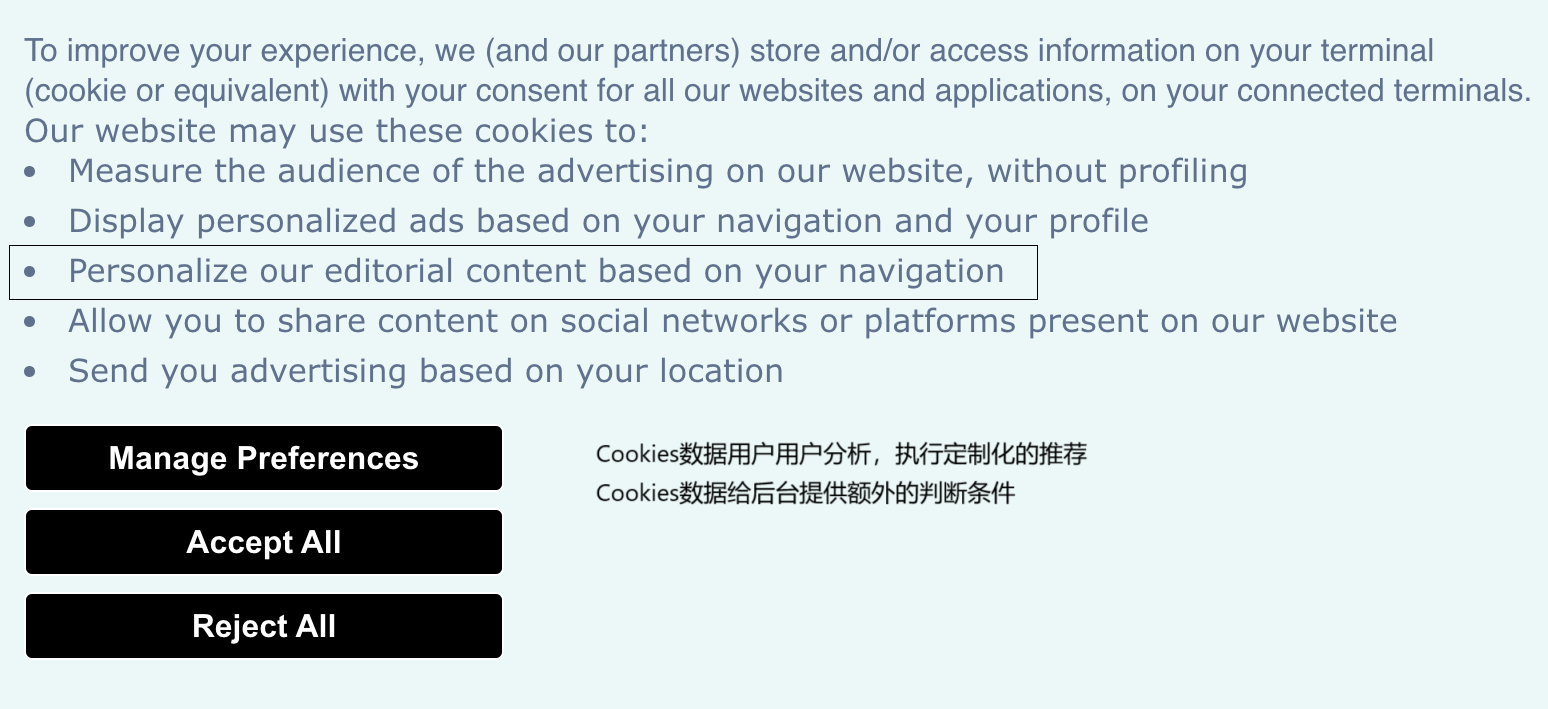 To improve your experience, we (and our partners) store and/or access information on your terminal
(cookie or equivalent) with your consent for all our websites and applications, on your connected terminals.
Our website may use these cookies to:
• Measure the audience of the advertising on our website, without profiling
• Display personalized ads based on your navigation and your profile
• Personalize our editorial content based on your navigation
• Allow you to share content on social networks or platforms present on our website
• Send you advertising based on your location
Manage Preferences
Cookies数据用户用户分析，执行定制化的推荐
Cookies数据给后台提供额外的判断条件
Accept All
Reject All